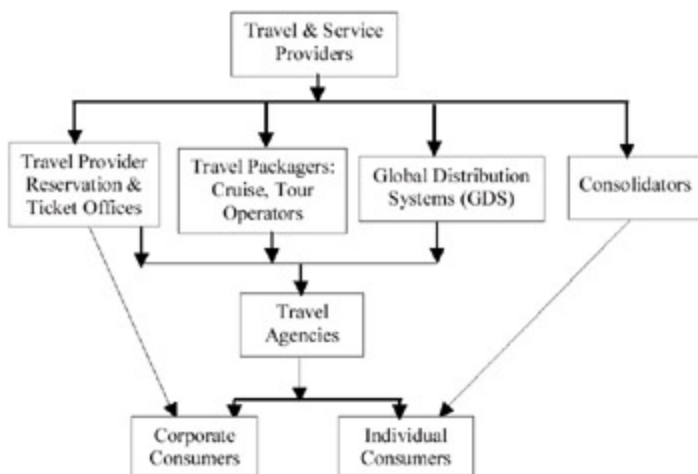 Travel & Service
Providers
Travel Provider
Reservation &
Ticket Offices
Travel Packagers:
Cruise, Tour
Operators
Global Distribution
Systems (GDS)
Consolidators
Travel
Agencies
Corporate
Consumers
Individual
Consumers